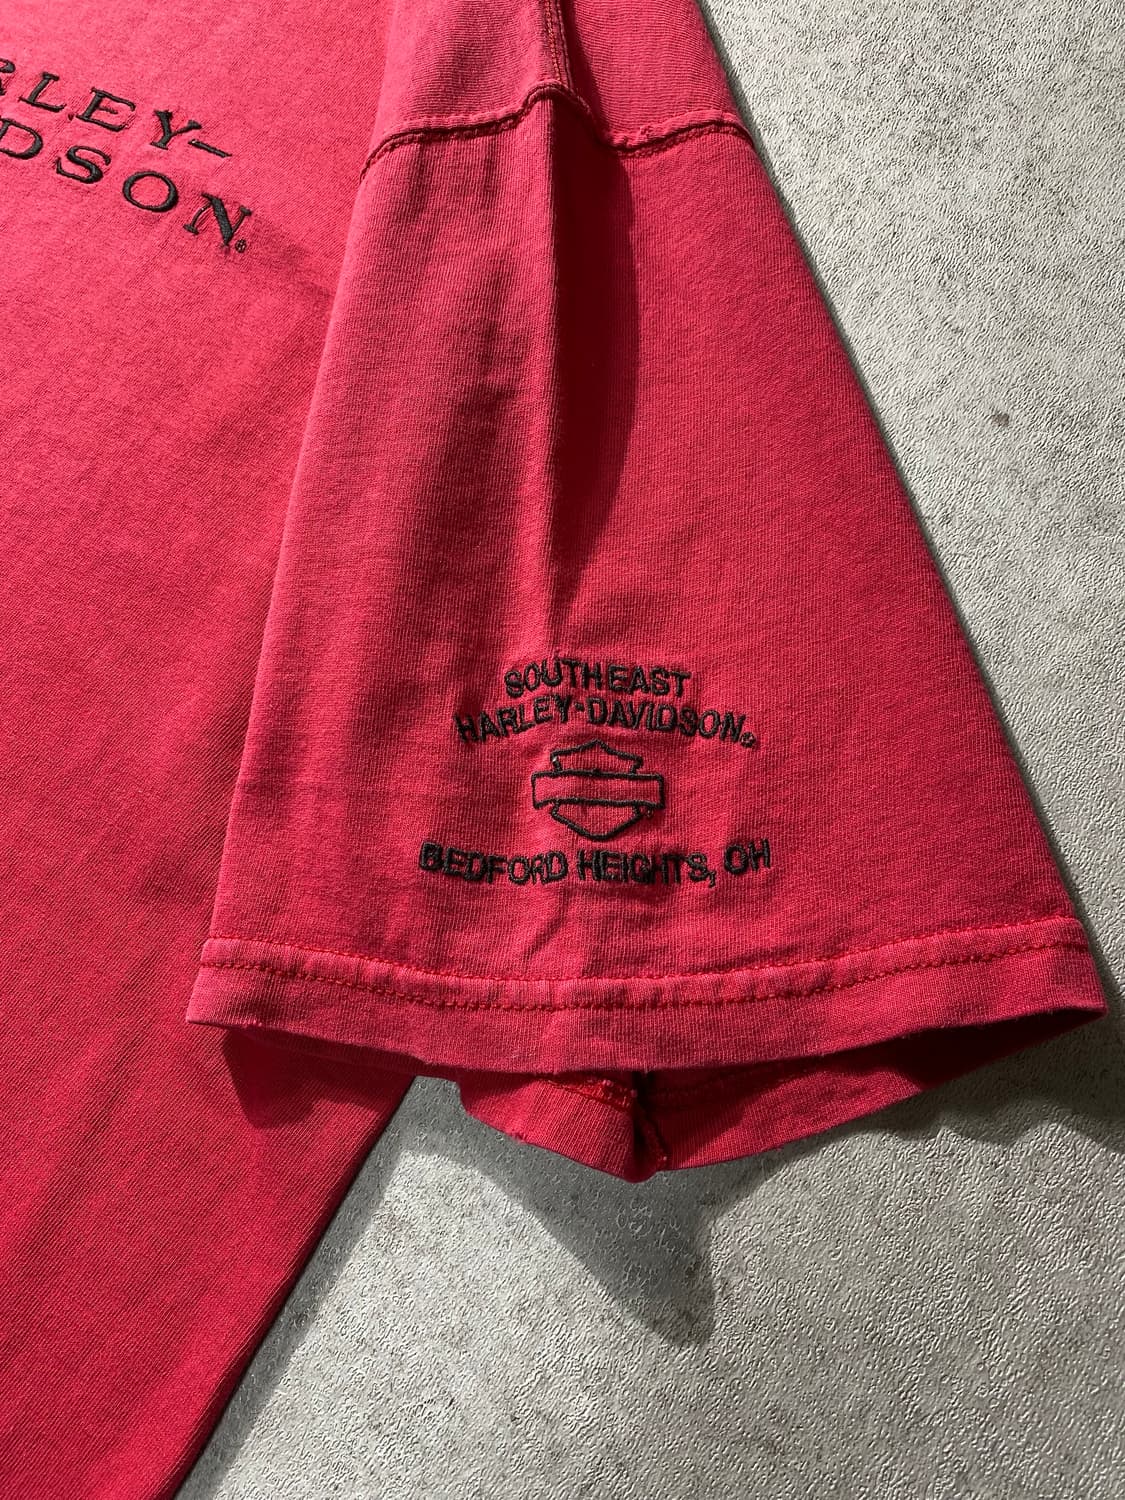 RLEY-
DSON®
SOUTHEAST
HARLEY-DAVIDSON®
BEDFORD HEIGHTS, OH